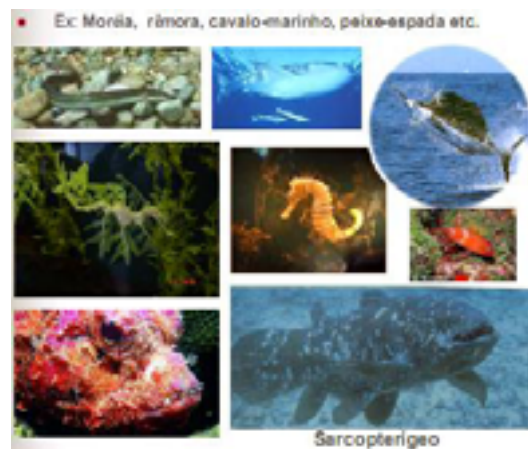 Ex: Moréia, rêmora, cavalo-marinho, peixe-espada etc.
Sarcopterígeo